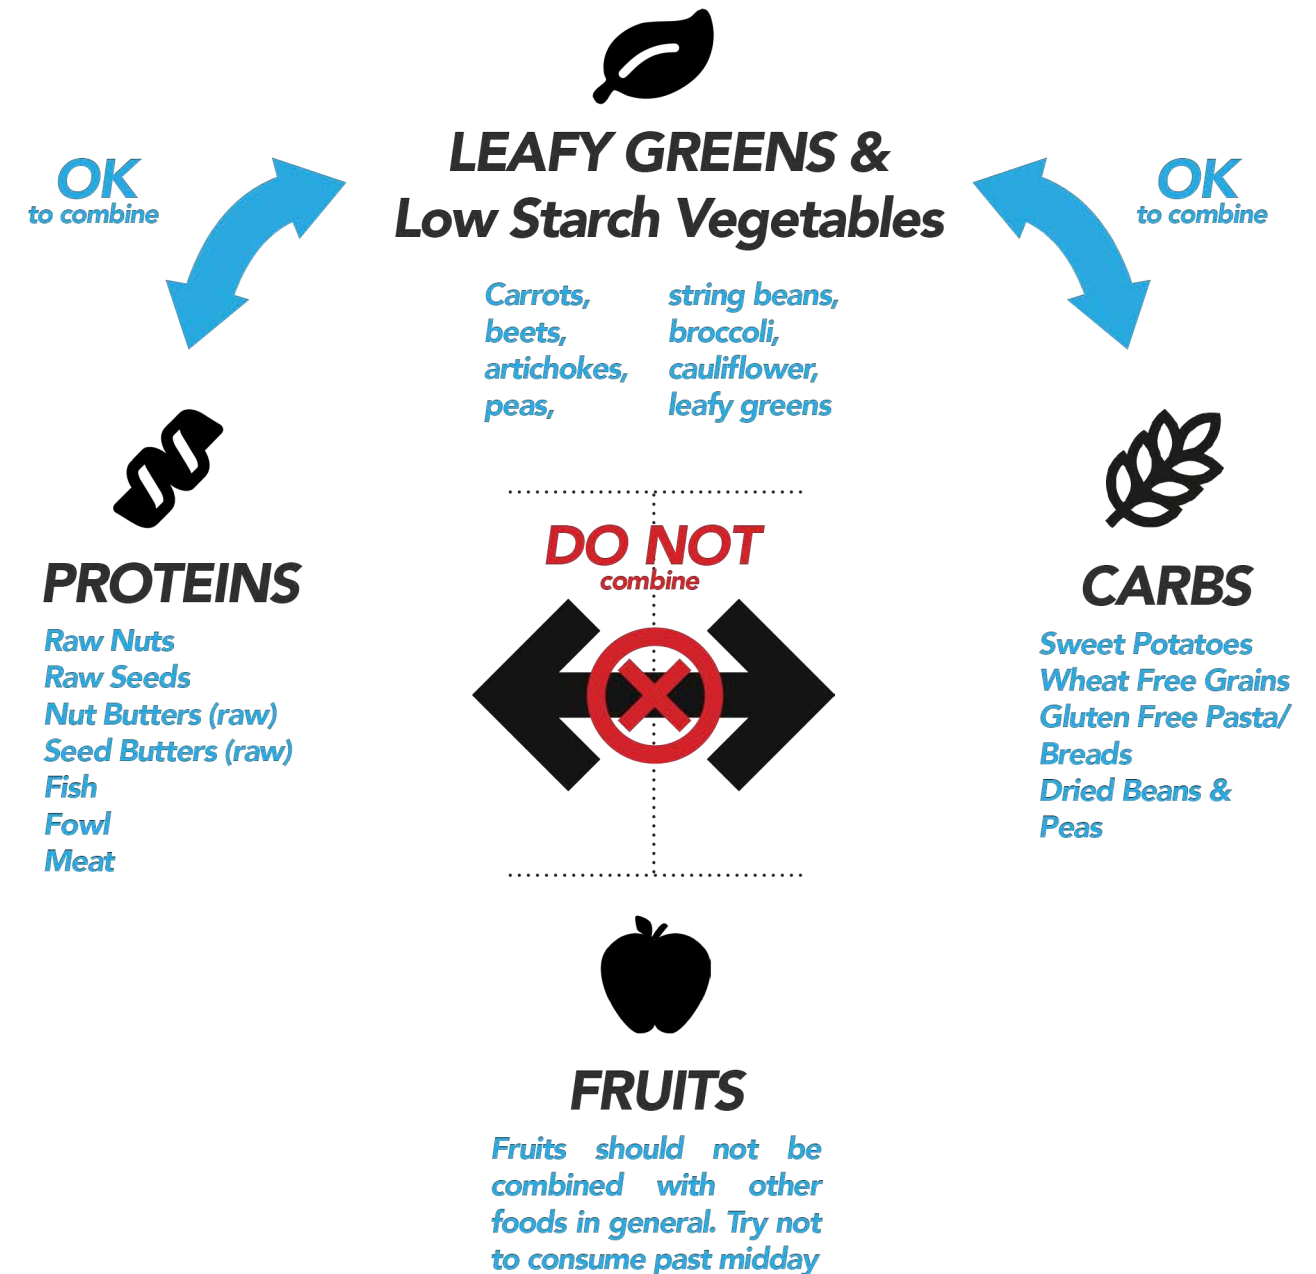 LEAFY GREENS &
Low Starch Vegetables
OK
to combine
OK
to combine
Carrots,
beets,
artichokes,
peas,
string beans,
broccoli,
cauliflower,
leafy greens
DO NOT
combine
PROTEINS
Raw Nuts
Raw Seeds
Nut Butters (raw)
Seed Butters (raw)
Fish
Fowl
Meat
CARBS
Sweet Potatoes
Wheat Free Grains
Gluten Free Pasta/
Breads
Dried Beans &
Peas
FRUITS
Fruits should not be
combined with other
foods in general. Try not
to consume past midday